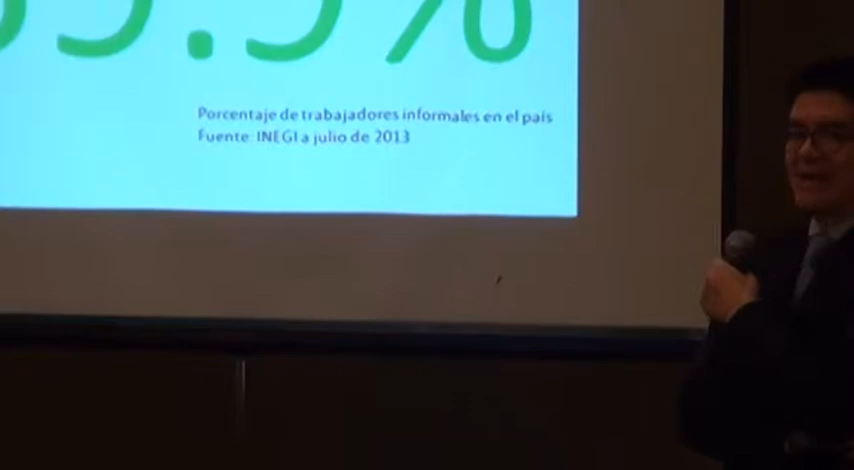 Porcentaje de trabajadores informales en el país
Fuente: INEGI a julio de 2013